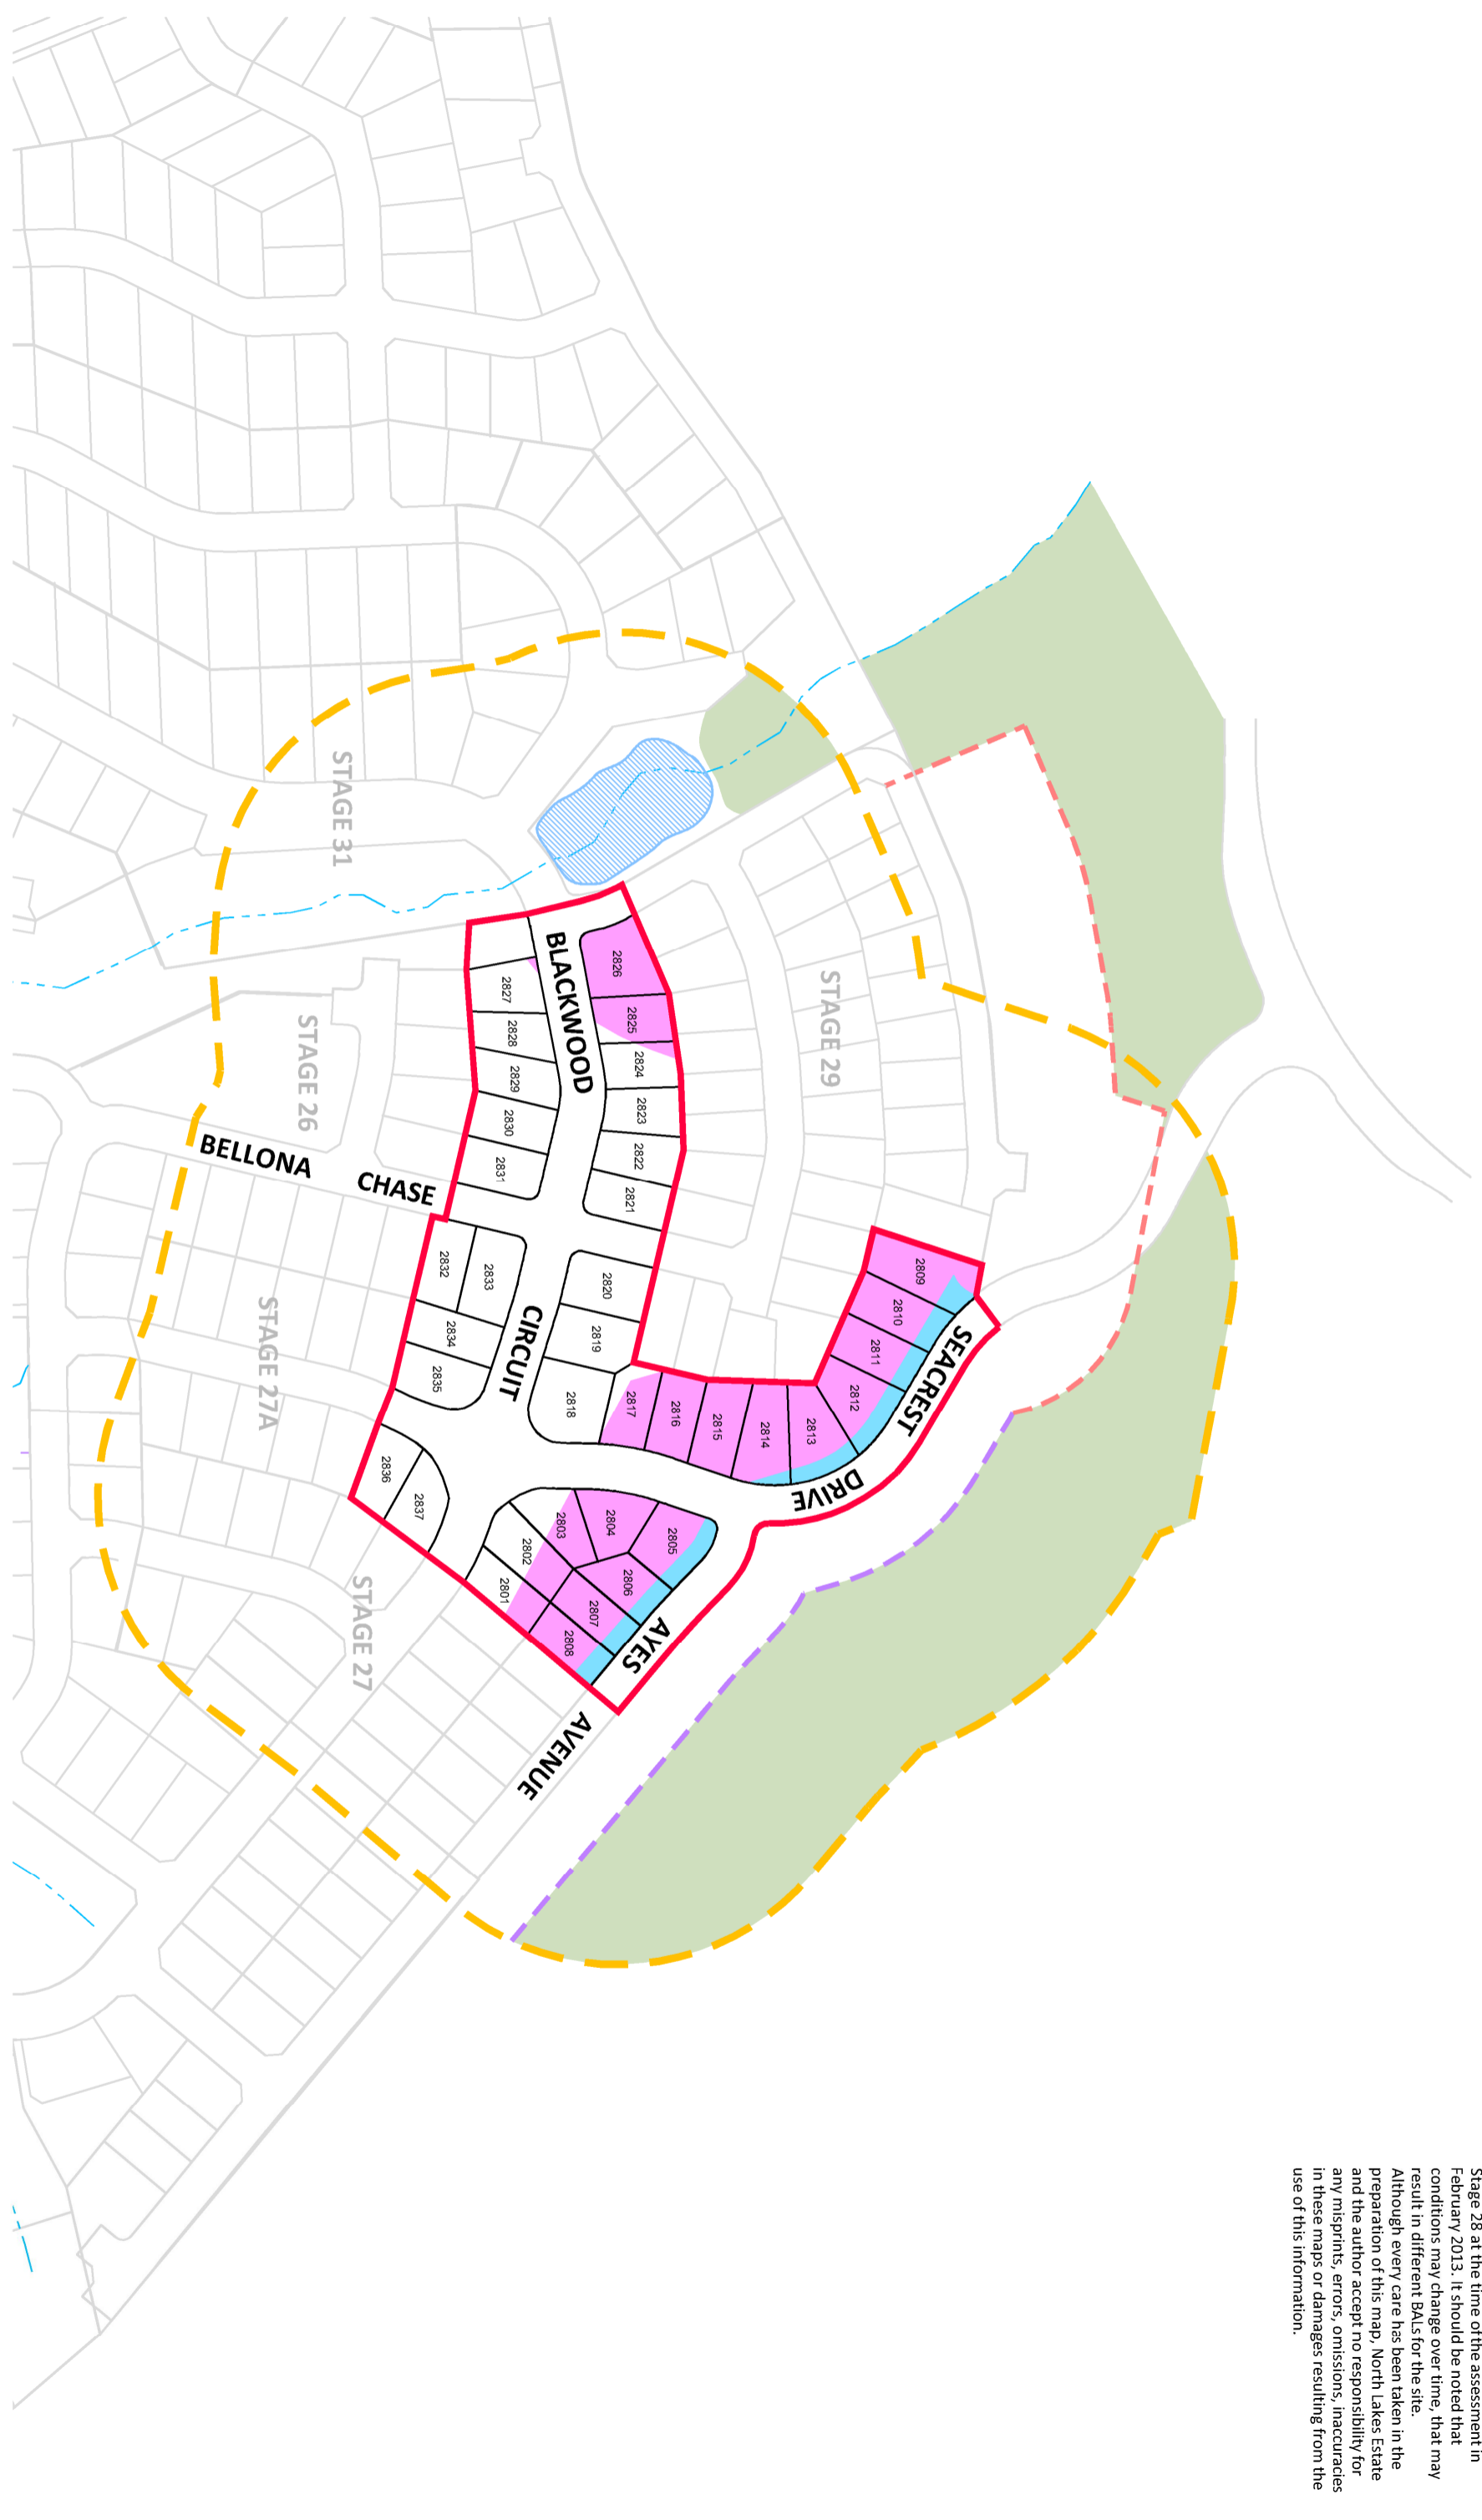 Stage 28 at the time of the assessment in
February 2013. It should be noted that
conditions may change over time, that may
result in different BALs for the site.
Although every care has been taken in the
preparation of this map, North Lakes Estate
and the author accept no responsibility for
any misprints, errors, omissions, inaccuracies
in these maps or damages resulting from the
use of this information.
STAGE 31
STAGE 26
STAGE 29
STAGE 27A
STAGE 27
BLACKWOOD
CIRCUIT
BELLONA
CHASE
SEACREST
DRIVE
AYES
AVENUE
2826
2825
2824
2823
2822
2821
2820
2819
2818
2817
2816
2815
2814
2813
2812
2811
2810
2809
2827
2828
2829
2830
2831
2832
2833
2834
2835
2836
2837
2801
2802
2803
2804
2805
2806
2807
2808